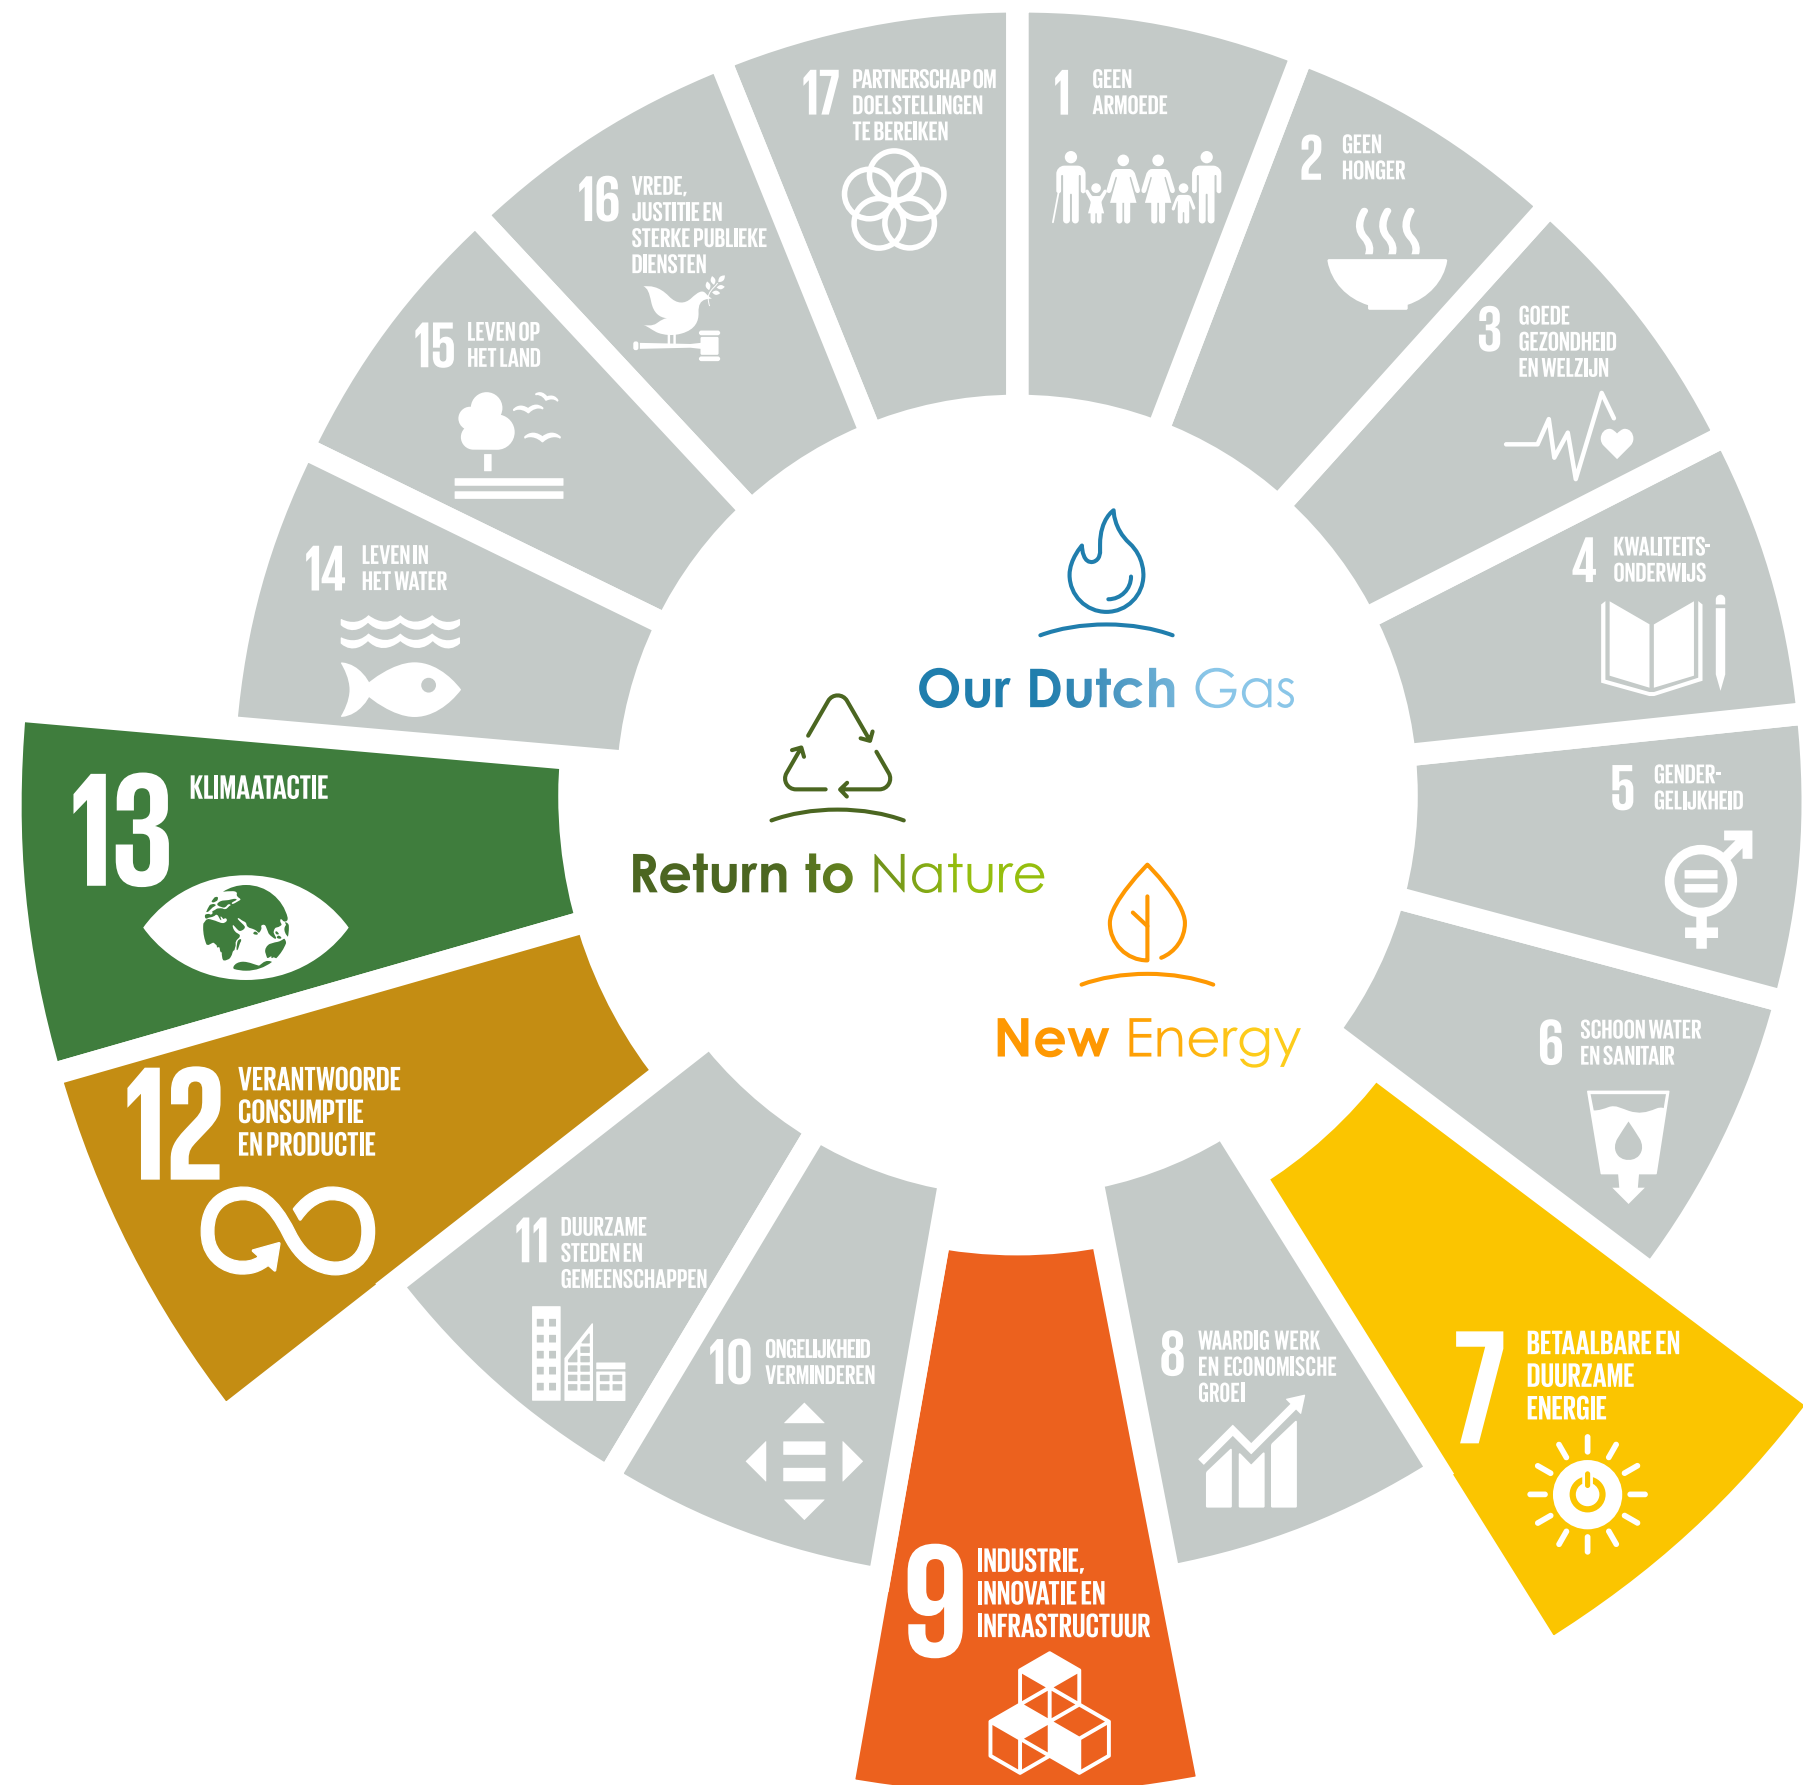 17 PARTNERSCHAP OM
DOELSTELLINGEN
TE BEREIKEN
1 GEEN
ARMOEDE
2 GEEN
HONGER
3 GOEDE
GEZONDHEID
EN WELZIJN
4 KWALITEITS-
ONDERWIJS
5 GENDER-
GELIJKHEID
6 SCHOON WATER
EN SANITAIR
7 BETAALBARE EN
DUURZAME
ENERGIE
8 WAARDIG WERK
EN ECONOMISCHE
GROEI
9 INDUSTRIE,
INNOVATIE EN
INFRASTRUCTUUR
10 ONGELIJKHEID
VERMINDEREN
11 DUURZAME
STEDEN EN
GEMEENSCHAPPEN
12 VERANTWOORDE
CONSUMPTIE
EN PRODUCTIE
13 KLIMAATACTIE
14 LEVEN IN
HET WATER
15 LEVEN OP
HET LAND
16 VREDE,
JUSTITIE EN
STERKE PUBLIEKE
DIENSTEN
Our Dutch Gas
Return to Nature
New Energy